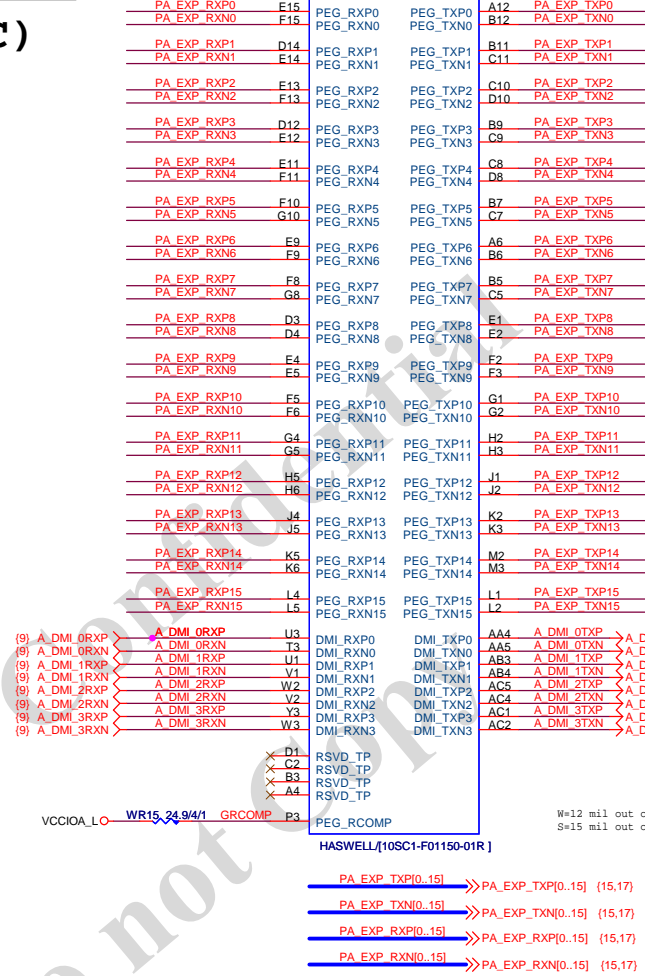 C)
PA_EXP_RXP0 E15 PEG_RXP0 PEG_TXP0 A12 PA_EXP_TXP0
PA_EXP_RXN0 F15 PEG_RXN0 PEG_TXN0 B12 PA_EXP_TXN0
PA_EXP_RXP1 D14 PEG_RXP1 PEG_TXP1 B11 PA_EXP_TXP1
PA_EXP_RXN1 E14 PEG_RXN1 PEG_TXN1 C11 PA_EXP_TXN1
PA_EXP_RXP2 E13 PEG_RXP2 PEG_TXP2 C10 PA_EXP_TXP2
PA_EXP_RXN2 F13 PEG_RXN2 PEG_TXN2 D10 PA_EXP_TXN2
PA_EXP_RXP3 D12 PEG_RXP3 PEG_TXP3 B9 PA_EXP_TXP3
PA_EXP_RXN3 E12 PEG_RXN3 PEG_TXN3 C9 PA_EXP_TXN3
PA_EXP_RXP4 E11 PEG_RXP4 PEG_TXP4 C8 PA_EXP_TXP4
PA_EXP_RXN4 F11 PEG_RXN4 PEG_TXN4 D8 PA_EXP_TXN4
PA_EXP_RXP5 F10 PEG_RXP5 PEG_TXP5 B7 PA_EXP_TXP5
PA_EXP_RXN5 G10 PEG_RXN5 PEG_TXN5 C7 PA_EXP_TXN5
PA_EXP_RXP6 E9 PEG_RXP6 PEG_TXP6 A6 PA_EXP_TXP6
PA_EXP_RXN6 F9 PEG_RXN6 PEG_TXN6 B6 PA_EXP_TXN6
PA_EXP_RXP7 F8 PEG_RXP7 PEG_TXP7 B5 PA_EXP_TXP7
PA_EXP_RXN7 G8 PEG_RXN7 PEG_TXN7 C5 PA_EXP_TXN7
PA_EXP_RXP8 D3 PEG_RXP8 PEG_TXP8 E1 PA_EXP_TXP8
PA_EXP_RXN8 D4 PEG_RXN8 PEG_TXN8 E2 PA_EXP_TXN8
PA_EXP_RXP9 E4 PEG_RXP9 PEG_TXP9 F2 PA_EXP_TXP9
PA_EXP_RXN9 E5 PEG_RXN9 PEG_TXN9 F3 PA_EXP_TXN9
PA_EXP_RXP10 F5 PEG_RXP10 PEG_TXP10 G1 PA_EXP_TXP10
PA_EXP_RXN10 F6 PEG_RXN10 PEG_TXN10 G2 PA_EXP_TXN10
PA_EXP_RXP11 G4 PEG_RXP11 PEG_TXP11 H2 PA_EXP_TXP11
PA_EXP_RXN11 G5 PEG_RXN11 PEG_TXN11 H3 PA_EXP_TXN11
PA_EXP_RXP12 H5 PEG_RXP12 PEG_TXP12 J1 PA_EXP_TXP12
PA_EXP_RXN12 H6 PEG_RXN12 PEG_TXN12 J2 PA_EXP_TXN12
PA_EXP_RXP13 J4 PEG_RXP13 PEG_TXP13 K2 PA_EXP_TXP13
PA_EXP_RXN13 J5 PEG_RXN13 PEG_TXN13 K3 PA_EXP_TXN13
PA_EXP_RXP14 K5 PEG_RXP14 PEG_TXP14 M2 PA_EXP_TXP14
PA_EXP_RXN14 K6 PEG_RXN14 PEG_TXN14 M3 PA_EXP_TXN14
PA_EXP_RXP15 L4 PEG_RXP15 PEG_TXP15 L1 PA_EXP_TXP15
PA_EXP_RXN15 L5 PEG_RXN15 PEG_TXN15 L2 PA_EXP_TXN15
{9} A_DMI_0RXP A_DMI_0RXP U3 DMI_RXP0 DMI_TXP0 AA4 A_DMI_0TXP A_D
{9} A_DMI_0RXN A_DMI_0RXN T3 DMI_RXN0 DMI_TXN0 AA5 A_DMI_0TXN A_D
{9} A_DMI_1RXP A_DMI_1RXP U1 DMI_RXP1 DMI_TXP1 AB3 A_DMI_1TXP A_D
{9} A_DMI_1RXN A_DMI_1RXN V1 DMI_RXN1 DMI_TXN1 AB4 A_DMI_1TXN A_D
{9} A_DMI_2RXP A_DMI_2RXP W2 DMI_RXP2 DMI_TXP2 AC5 A_DMI_2TXP A_D
{9} A_DMI_2RXN A_DMI_2RXN V2 DMI_RXN2 DMI_TXN2 AC4 A_DMI_2TXN A_D
{9} A_DMI_3RXP A_DMI_3RXP Y3 DMI_RXP3 DMI_TXP3 AC1 A_DMI_3TXP A_D
{9} A_DMI_3RXN A_DMI_3RXN W3 DMI_RXN3 DMI_TXN3 AC2 A_DMI_3TXN A_D
D1 RSVD_TP
C2 RSVD_TP
B3 RSVD_TP
A4 RSVD_TP
VCCIOA_L WR15 24.9/4/1 GRCOMP P3 PEG_RCOMP
W=12 mil out o
S=15 mil out o
HASWELL/[10SC1-F01150-01R ]
PA_EXP_TXP[0..15] PA_EXP_TXP[0..15] {15,17}
PA_EXP_TXN[0..15] PA_EXP_TXN[0..15] {15,17}
PA_EXP_RXP[0..15] PA_EXP_RXP[0..15] {15,17}
PA_EXP_RXN[0..15] PA_EXP_RXN[0..15] {15,17}
Confidential
not Copy